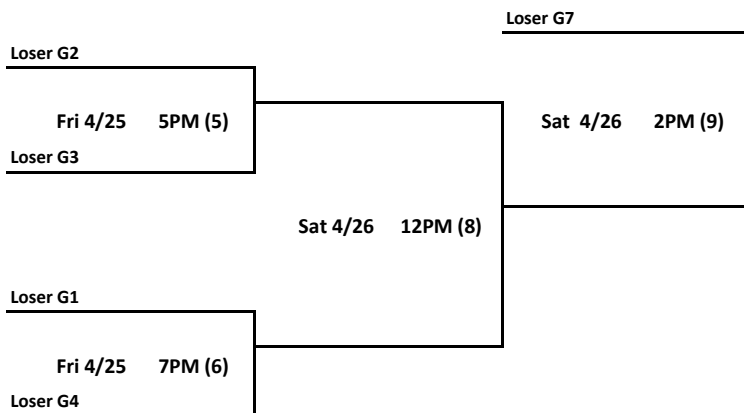 Loser G7
Loser G2
Fri 4/25 5PM (5)
Sat 4/26 2PM (9)
Loser G3
Sat 4/26 12PM (8)
Loser G1
Fri 4/25 7PM (6)
Loser G4